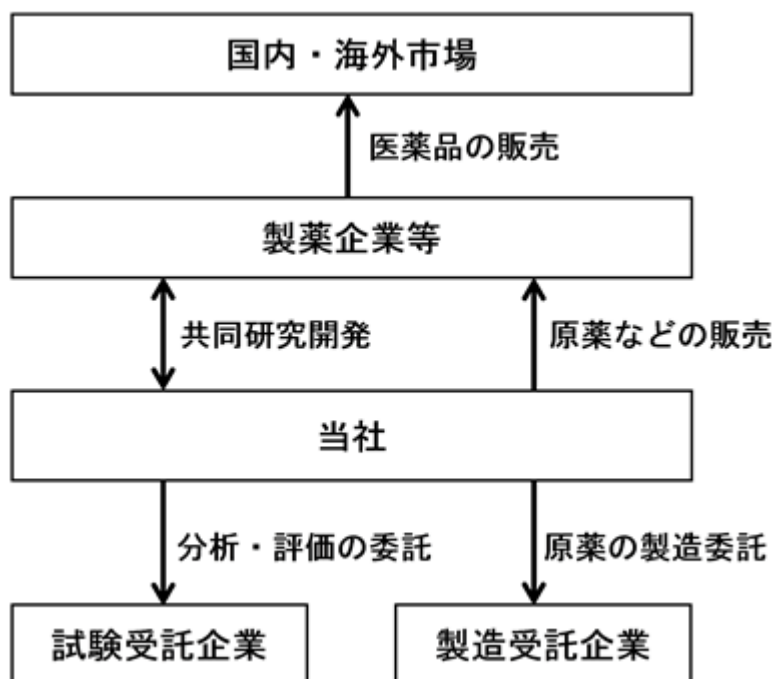 国内・海外市場
医薬品の販売
製薬企業等
共同研究開発
原薬などの販売
当社
分析・評価の委託
原薬の製造委託
試験受託企業
製造受託企業